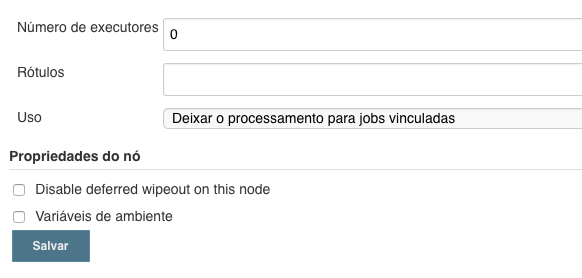 Número de executores
0
Rótulos
Uso
Deixar o processamento para jobs vinculadas
Propriedades do nó
Disable deferred wipeout on this node
Variáveis de ambiente
Salvar